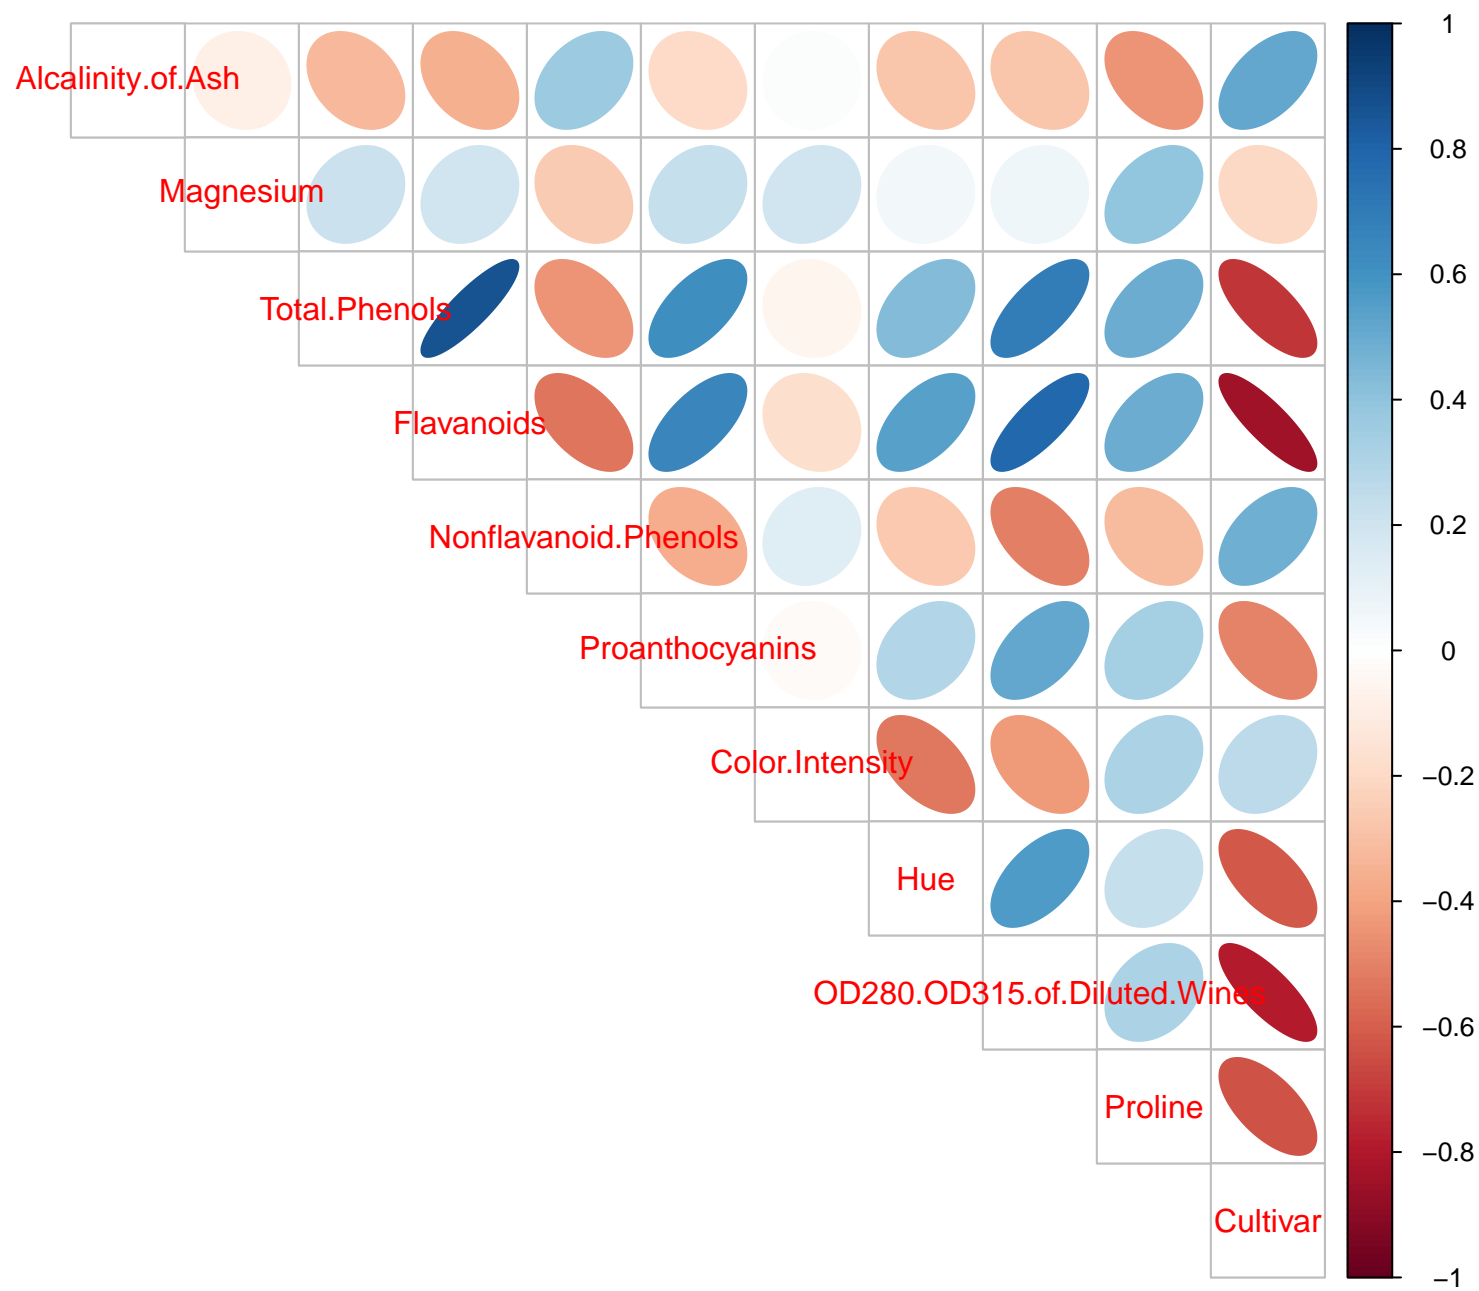 1
Alcalinity.of.Ash
0.8
Magnesium
0.6
Total.Phenols
0.4
Flavanoids
0.2
Nonflavanoid.Phenols
0
Proanthocyanins
−0.2
Color.Intensity
Hue
−0.4
OD280.OD315.of.Diluted.Wines
−0.6
Proline
−0.8
Cultivar
−1